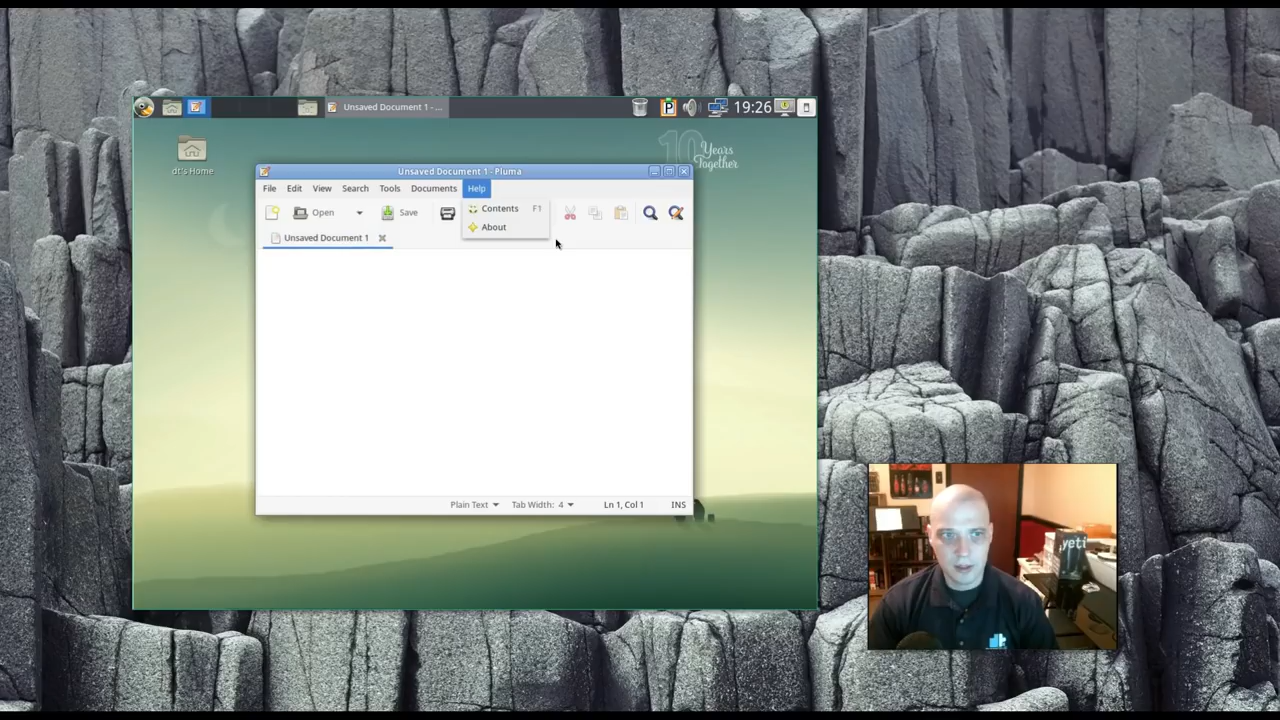 Unsaved Document 1 - ...
19:26
dt's Home
10 Years Together
Unsaved Document 1 - Pluma
File Edit View Search Tools Documents Help
Open Save
Contents F1
About
Unsaved Document 1
Plain Text Tab Width: 4 Ln 1, Col 1 INS
yeti
dt